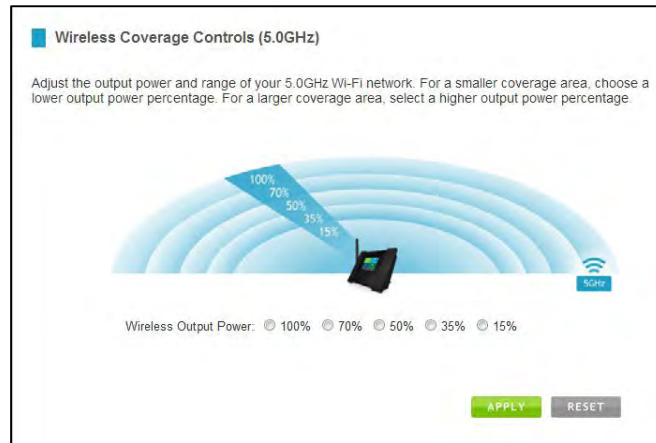 Wireless Coverage Controls (5.0GHz)
Adjust the output power and range of your 5.0GHz Wi-Fi network. For a smaller coverage area, choose a
lower output power percentage. For a larger coverage area, select a higher output power percentage.
100%
70%
50%
35%
15%
5GHz
Wireless Output Power: 100% 70% 50% 35% 15%
APPLY RESET